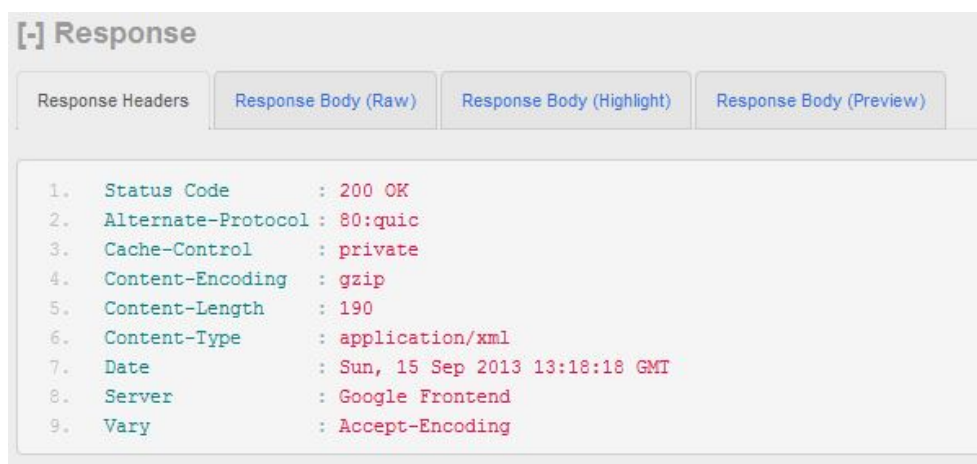 [-] Response
Response Headers Response Body (Raw) Response Body (Highlight) Response Body (Preview)
1. Status Code : 200 OK
2. Alternate-Protocol : 80:quic
3. Cache-Control : private
4. Content-Encoding : gzip
5. Content-Length : 190
6. Content-Type : application/xml
7. Date : Sun, 15 Sep 2013 13:18:18 GMT
8. Server : Google Frontend
9. Vary : Accept-Encoding